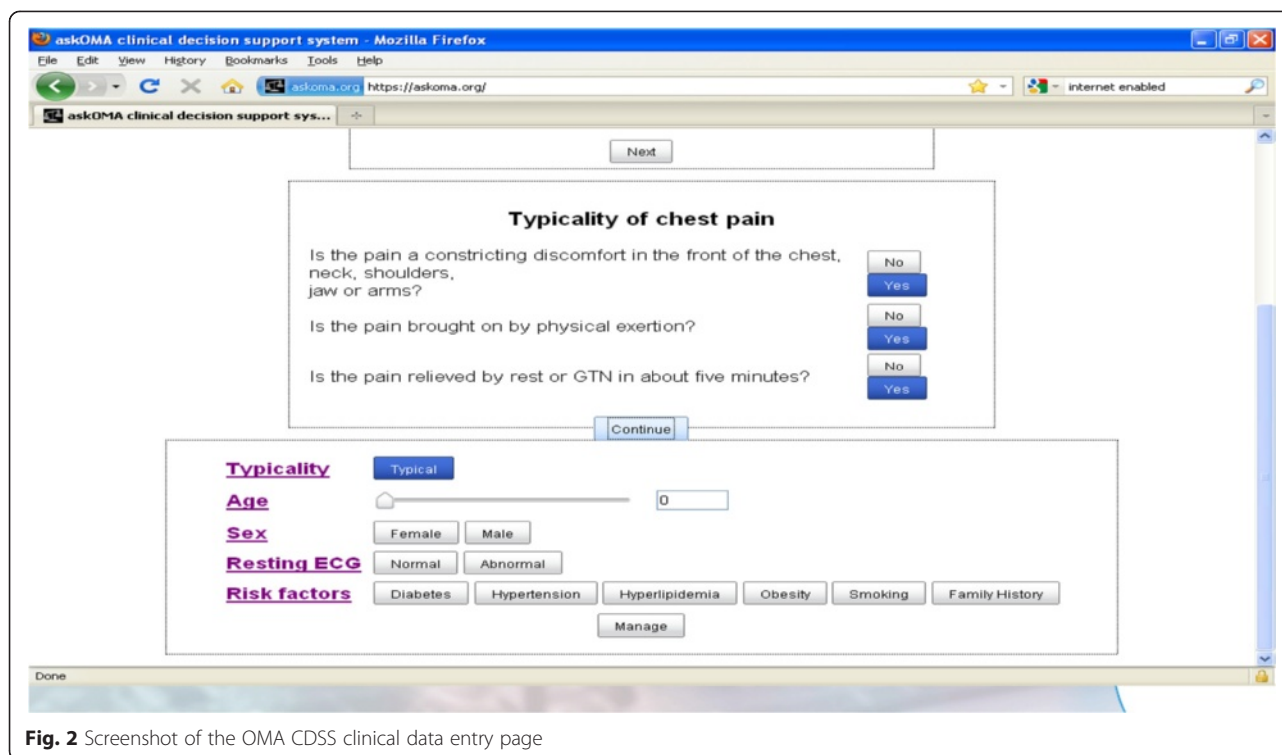 askOMA clinical decision support system - Mozilla Firefox
File Edit View History Bookmarks Tools Help
askoma.org https://askoma.org/ internet enabled
askOMA clinical decision support sys...
Next
Typicality of chest pain
Is the pain a constricting discomfort in the front of the chest,
neck, shoulders,
jaw or arms?
No
Yes
Is the pain brought on by physical exertion?
No
Yes
Is the pain relieved by rest or GTN in about five minutes?
No
Yes
Continue
Typicality Typical
Age 0
Sex Female Male
Resting ECG Normal Abnormal
Risk factors Diabetes Hypertension Hyperlipidemia Obesity Smoking Family History
Manage
Done
Fig. 2 Screenshot of the OMA CDSS clinical data entry page